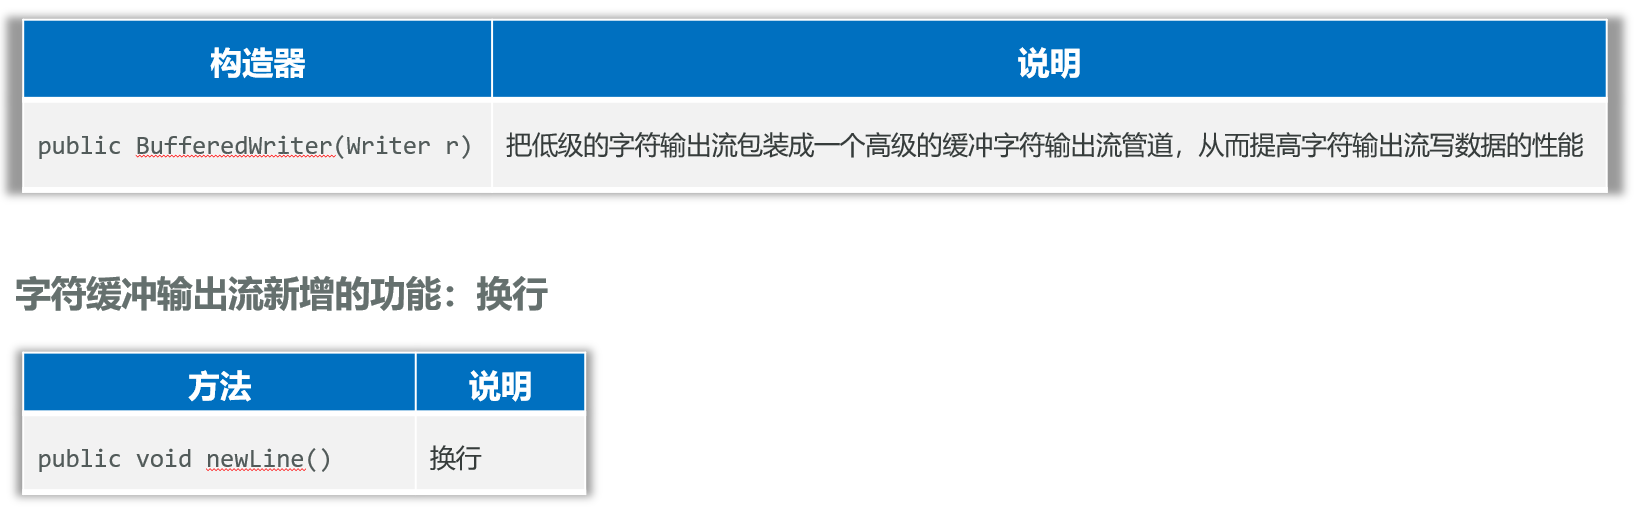 构造器 说明
public BufferedWriter(Writer r) 把低级的字符输出流包装成一个高级的缓冲字符输出流管道，从而提高字符输出流写数据的性能
字符缓冲输出流新增的功能：换行
方法 说明
public void newLine() 换行